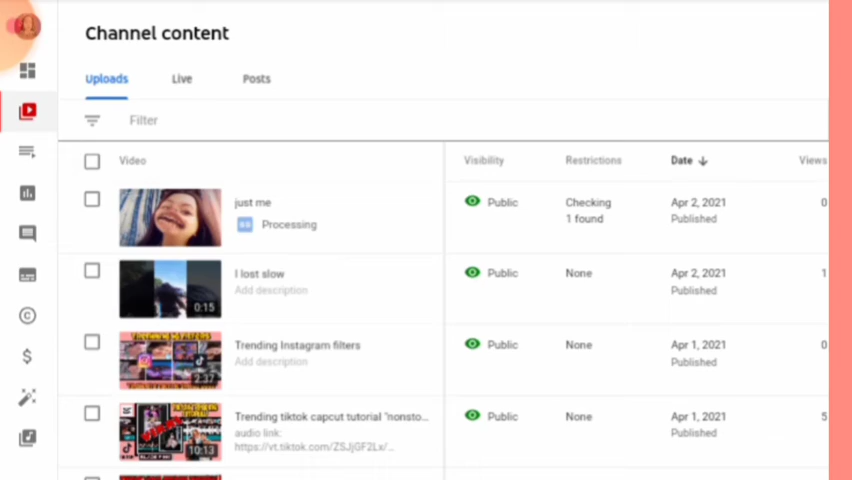 Channel content
Uploads Live Posts
Filter
Video Visibility Restrictions Date Views
just me Public Checking Apr 2, 2021 0
Processing 1 found Published
I lost slow Public None Apr 2, 2021 1
Add description Published
0:15
Trending Instagram filters Public None Apr 1, 2021 0
Add description Published
2:37
Trending tiktok capcut tutorial "nonsto... Public None Apr 1, 2021 5
audio link: Published
https://vt.tiktok.com/ZSJjGF2Lx/...
10:13